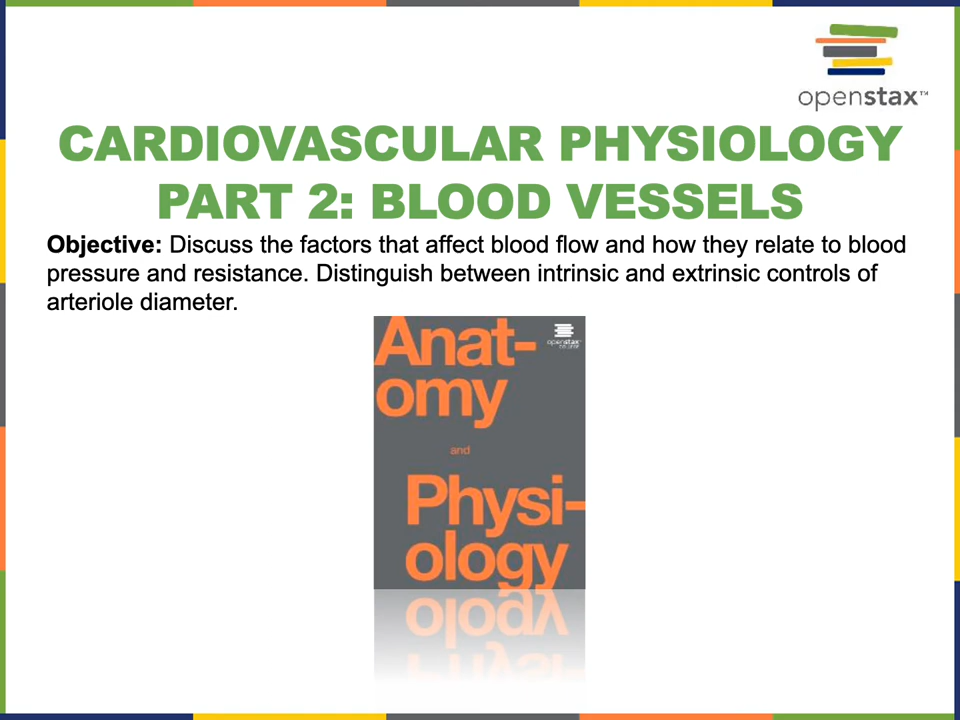 openstax™
CARDIOVASCULAR PHYSIOLOGY
PART 2: BLOOD VESSELS
Objective: Discuss the factors that affect blood flow and how they relate to blood
pressure and resistance. Distinguish between intrinsic and extrinsic controls of
arteriole diameter.
openstax
Anat-
omy
and
Physi-
ology